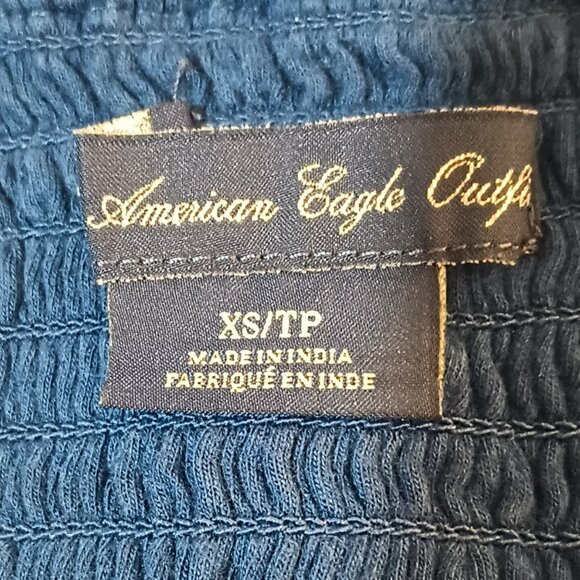 American Eagle Outfi
XS/TP
MADE IN INDIA
FABRIQUÉ EN INDE